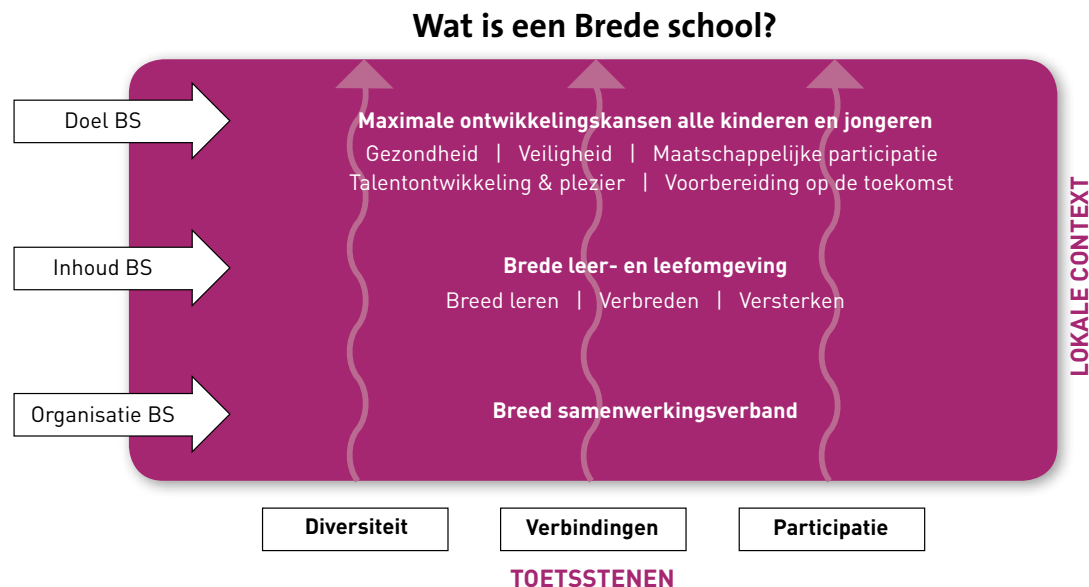 Wat is een Brede school?
Doel BS
Maximale ontwikkelingskansen alle kinderen en jongeren
Gezondheid | Veiligheid | Maatschappelijke participatie
Talentontwikkeling & plezier | Voorbereiding op de toekomst
Inhoud BS
Brede leer- en leefomgeving
Breed leren | Verbreden | Versterken
Organisatie BS
Breed samenwerkingsverband
LOKALE CONTEXT
Diversiteit
Verbindingen
Participatie
TOETSSTENEN